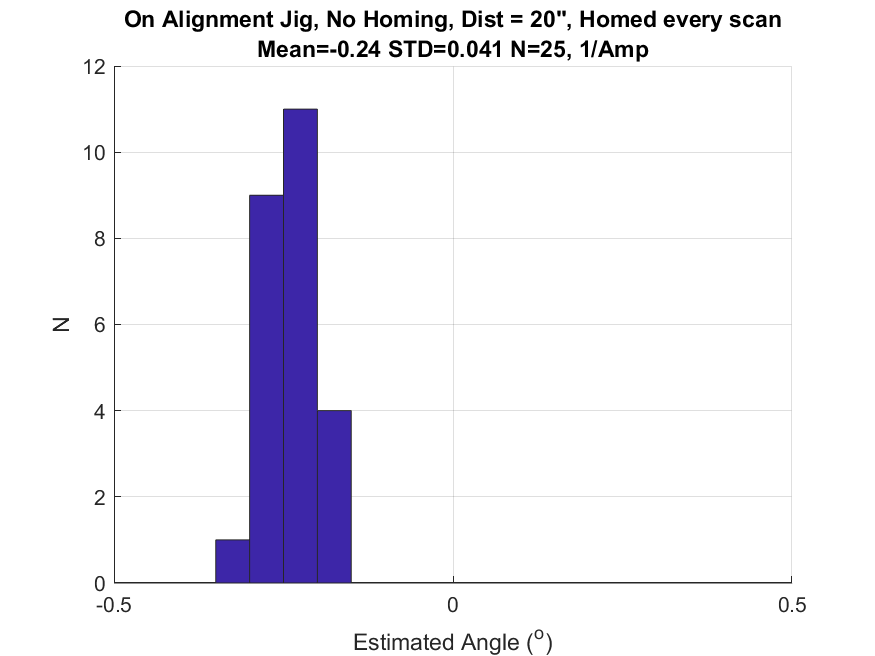 On Alignment Jig, No Homing, Dist = 20", Homed every scan
Mean=-0.24 STD=0.041 N=25, 1/Amp
12
10
8
6
4
2
0
N
-0.5
0
0.5
Estimated Angle (o)